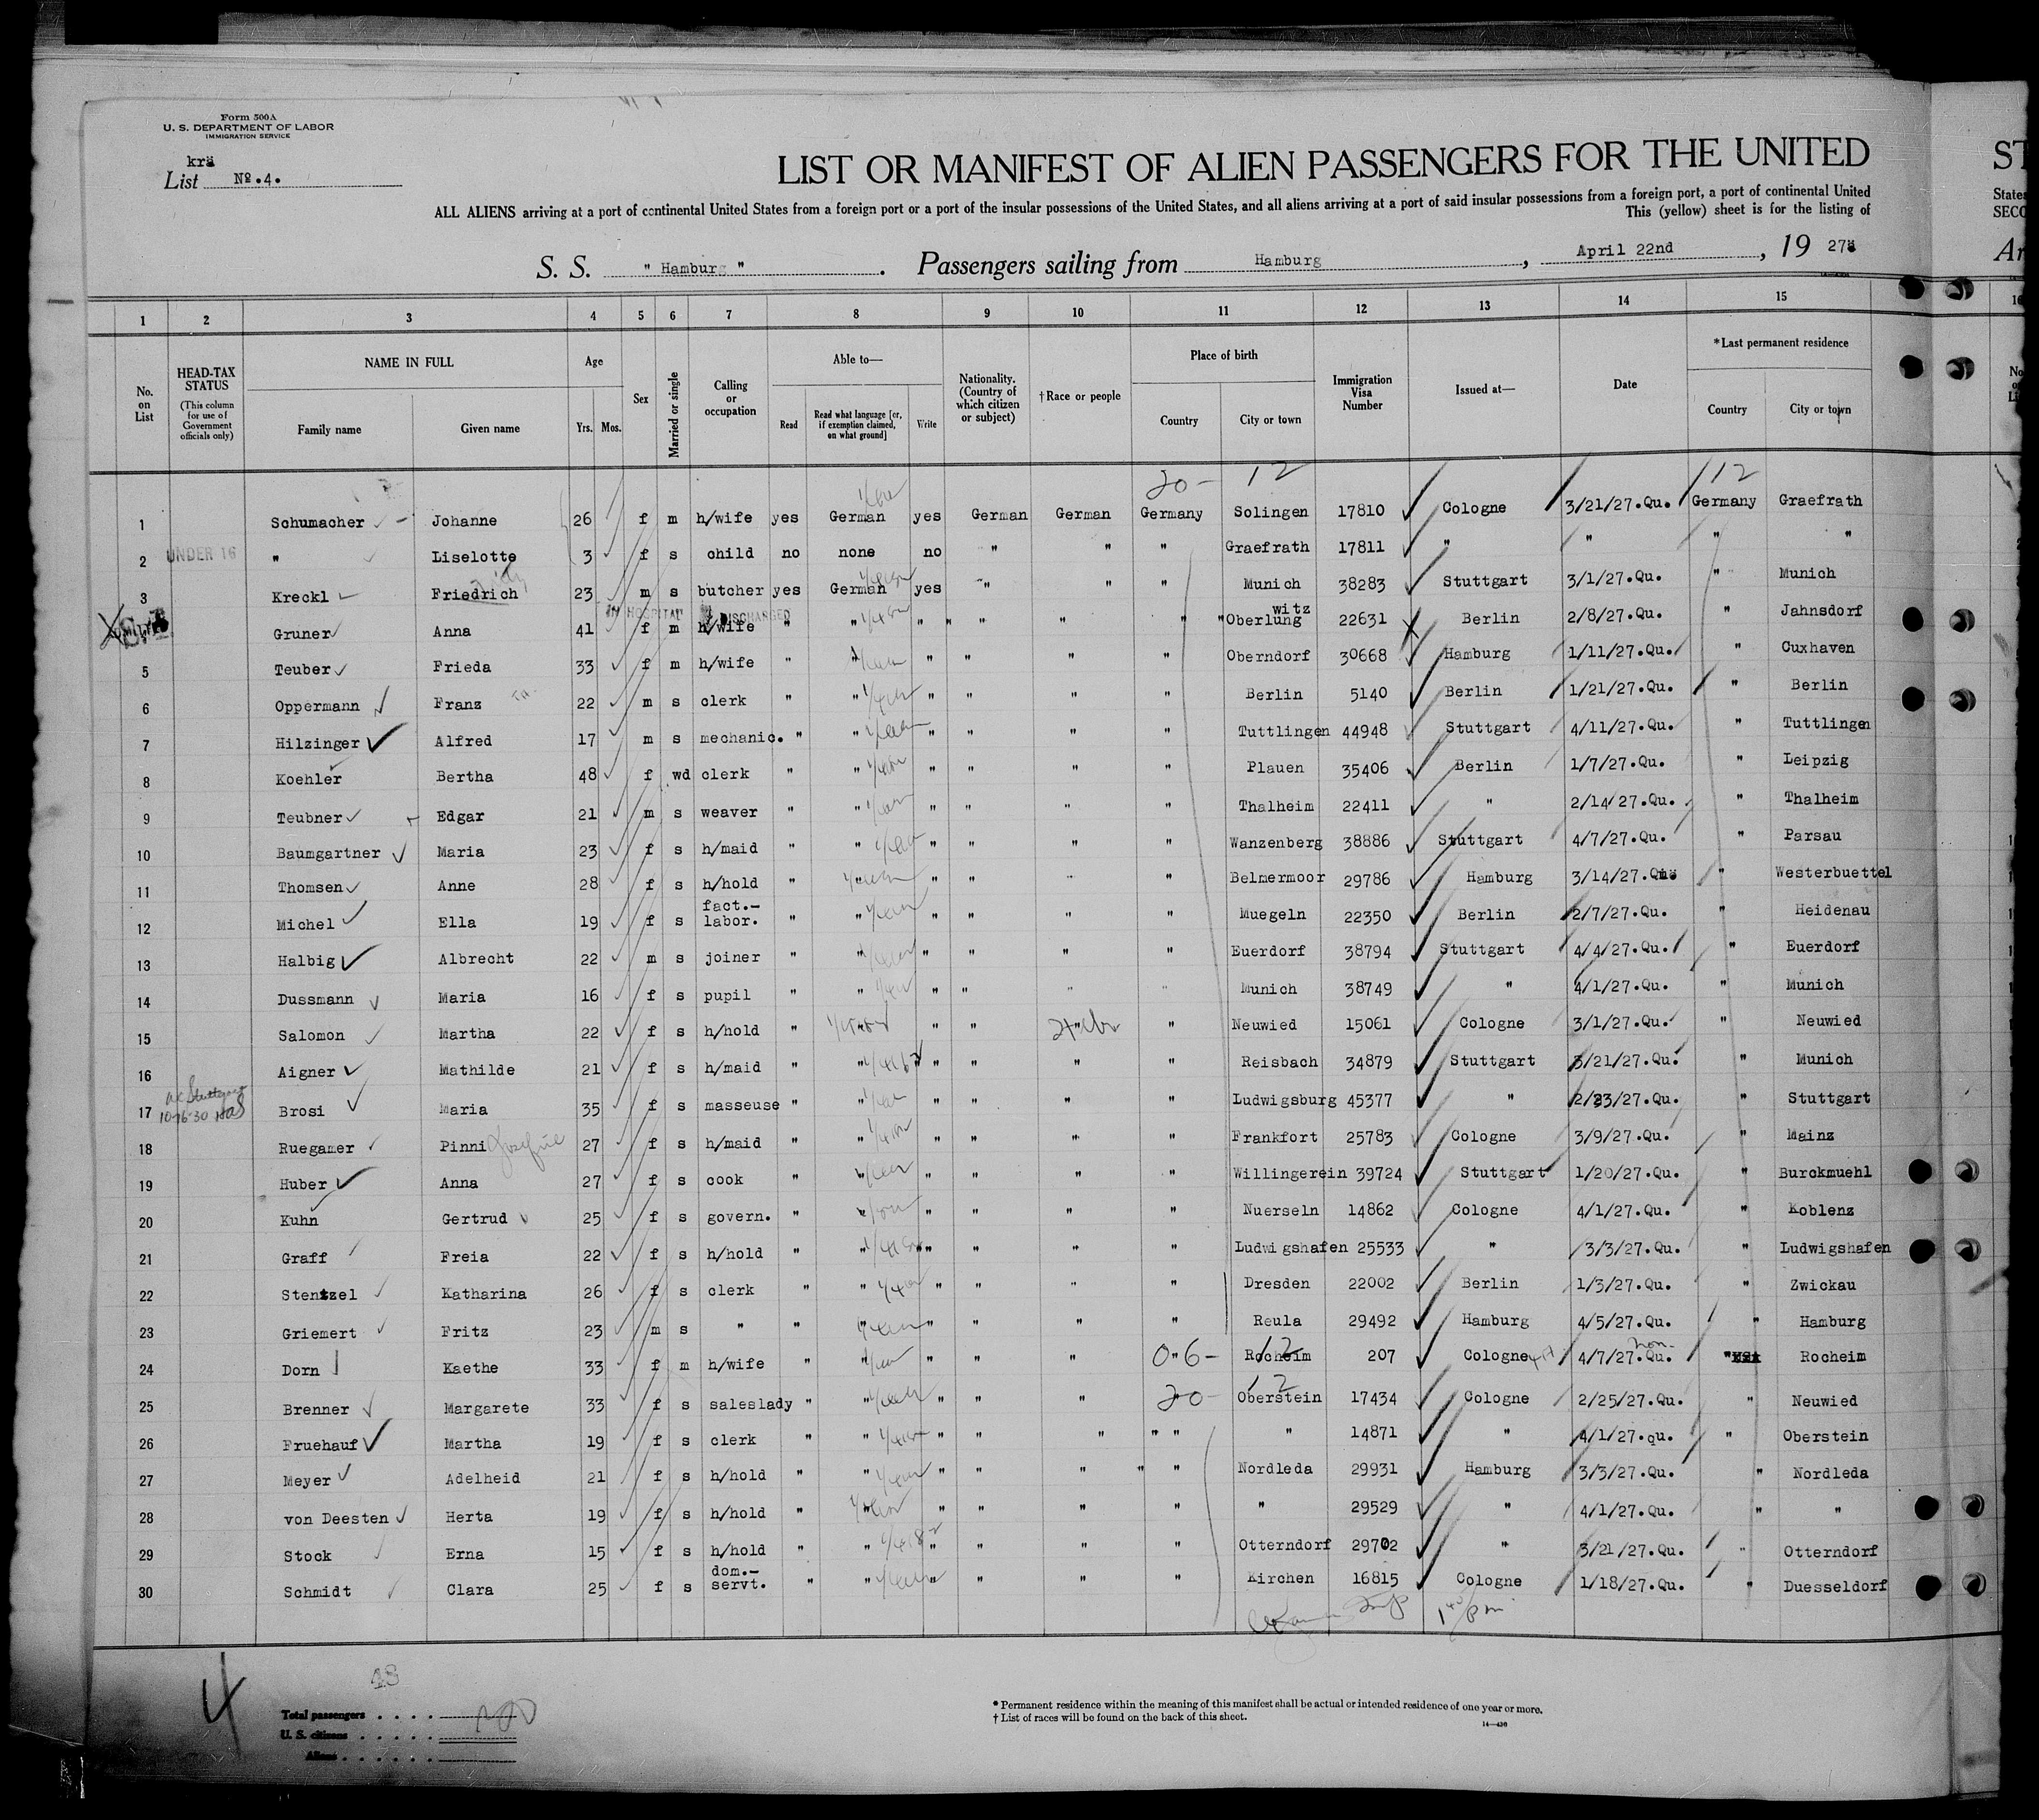 Form 500A
U. S. DEPARTMENT OF LABOR
IMMIGRATION SERVICE
krä
List No.4.
LIST OR MANIFEST OF ALIEN PASSENGERS FOR THE UNITED
ST
ALL ALIENS arriving at a port of continental United States from a foreign port or a port of the insular possessions of the United States, and all aliens arriving at a port of said insular possessions from a foreign port, a port of continental United
This (yellow) sheet is for the listing of
S. S. " Hamburg " . Passengers sailing from Hamburg , April 22nd , 19 27
1 2 3 4 5 6 7 8 9 10 11 12 13 14 15
No. on List
HEAD-TAX STATUS (This column for use of Government officials only)
NAME IN FULL Family name Given name
Age Yrs. Mos.
Sex
Married or single
Calling or occupation
Able to— Read Read what language [or, if exemption claimed, on what ground] Write
Nationality. (Country of which citizen or subject)
†Race or people
Place of birth Country City or town
Immigration Visa Number
Issued at—
Date
*Last permanent residence Country City or town
20- 12 112
1 Schumacher Johanne 26 f m h/wife yes German yes German German Germany Solingen 17810 Cologne 3/21/27.Qu. Germany Graefrath
2 UNDER 16 " Liselotte 3 f s child no none no " " " Graefrath 17811 " " " "
3 Kreckl Friedrich 23 m s butcher yes German yes " " " Munich 38283 Stuttgart 3/1/27.Qu. " Munich
IN HOSPITAL DISCHARGED
Gruner Anna 41 f m h/wife " " " " " " Oberlungwitz 22631 Berlin 2/8/27.Qu. " Jahnsdorf
5 Teuber Frieda 33 f m h/wife " " " " " " Oberndorf 30668 Hamburg 1/11/27.Qu. " Cuxhaven
6 Oppermann Franz 22 m s clerk " " " " " " Berlin 5140 Berlin 1/21/27.Qu. " Berlin
7 Hilzinger Alfred 17 m s mechanic. " " " " " " Tuttlingen 44948 Stuttgart 4/11/27.Qu. " Tuttlingen
8 Koehler Bertha 48 f wd clerk " " " " " " Plauen 35406 Berlin 1/7/27.Qu. " Leipzig
9 Teubner Edgar 21 m s weaver " " " " " " Thalheim 22411 " 2/14/27.Qu. " Thalheim
10 Baumgartner Maria 23 f s h/maid " " " " " " Wanzenberg 38886 Stuttgart 4/7/27.Qu. " Parsau
11 Thomsen Anne 28 f s h/hold " " " " " " Belmermoor 29786 Hamburg 3/14/27.Qu. " Westerbuettel
12 Michel Ella 19 f s fact.-labor. " " " " " " Muegeln 22350 Berlin 2/7/27.Qu. " Heidenau
13 Halbig Albrecht 22 m s joiner " " " " " " Euerdorf 38794 Stuttgart 4/4/27.Qu. " Euerdorf
14 Dussmann Maria 16 f s pupil " " " " " " Munich 38749 " 4/1/27.Qu. " Munich
15 Salomon Martha 22 f s h/hold " " " " " " Neuwied 15061 Cologne 3/1/27.Qu. " Neuwied
16 Aigner Mathilde 21 f s h/maid " " " " " " Reisbach 34879 Stuttgart 3/21/27.Qu. " Munich
17 Brosi Maria 35 f s masseuse " " " " " " Ludwigsburg 45377 " 2/23/27.Qu. " Stuttgart
18 Ruegamer Pinni Josefine 27 f s h/maid " " " " " " Frankfort 25783 Cologne 3/9/27.Qu. " Mainz
19 Huber Anna 27 f s cook " " " " " " Willingerein 39724 Stuttgart 1/20/27.Qu. " Burckmuehl
20 Kuhn Gertrud 25 f s govern. " " " " " " Nuerseln 14862 Cologne 4/1/27.Qu. " Koblenz
21 Graff Freia 22 f s h/hold " " " " " " Ludwigshafen 25533 " 3/3/27.Qu. " Ludwigshafen
22 Stentzel Katharina 26 f s clerk " " " " " " Dresden 22002 Berlin 1/3/27.Qu. " Zwickau
23 Griemert Fritz 23 m s " " " " " " " Reula 29492 Hamburg 4/5/27.Qu. " Hamburg
24 Dorn Kaethe 33 f m h/wife " " " " " 0"6- Rocheim 207 Cologne 4/7/27.non-Qu. " Rocheim
25 Brenner Margarete 33 f s saleslady " " " " " 20- Oberstein 17434 Cologne 2/25/27.Qu. " Neuwied
26 Fruehauf Martha 19 f s clerk " " " " " " " 14871 " 4/1/27.qu. " Oberstein
27 Meyer Adelheid 21 f s h/hold " " " " " " Nordleda 29931 Hamburg 3/3/27.Qu. " Nordleda
28 von Deesten Herta 19 f s h/hold " " " " " " " 29529 " 4/1/27.Qu. " "
29 Stock Erna 15 f s h/hold " " " " " " Otterndorf 29702 " 3/21/27.Qu. " Otterndorf
30 Schmidt Clara 25 f s dom.-servt. " " " " " " Kirchen 16815 Cologne 1/18/27.Qu. " Duesseldorf
4
Total passengers
U. S. citizens
Aliens
* Permanent residence within the meaning of this manifest shall be actual or intended residence of one year or more.
† List of races will be found on the back of this sheet.
14—430